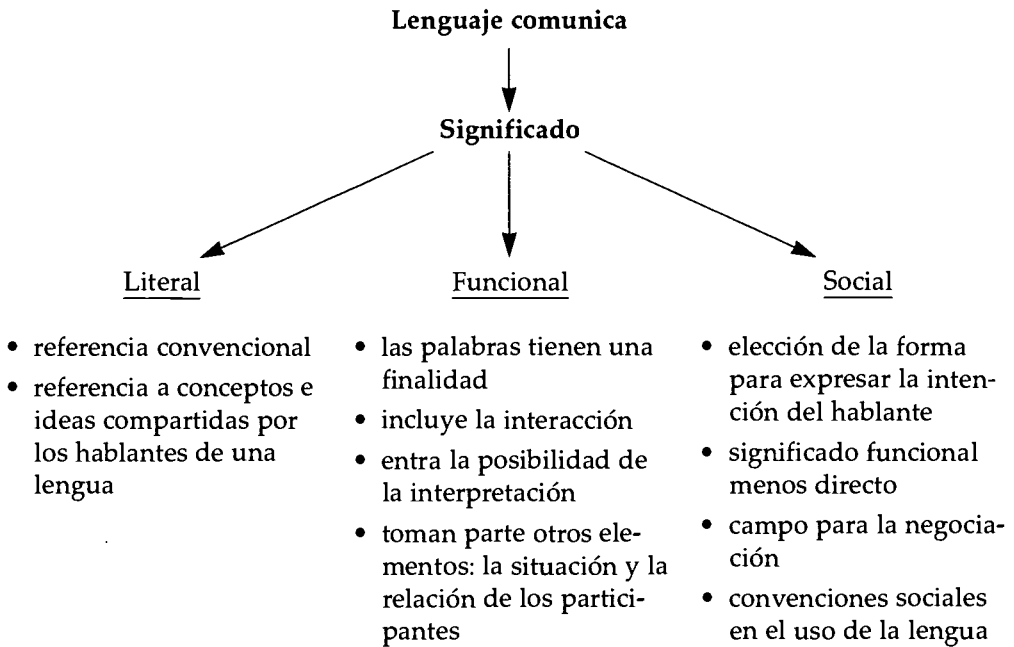 Lenguaje comunica
Significado
Literal
• referencia convencional
• referencia a conceptos e
ideas compartidas por
los hablantes de una
lengua
Funcional
• las palabras tienen una
finalidad
• incluye la interacción
• entra la posibilidad de
la interpretación
• toman parte otros ele-
mentos: la situación y la
relación de los partici-
pantes
Social
• elección de la forma
para expresar la inten-
ción del hablante
• significado funcional
menos directo
• campo para la negocia-
ción
• convenciones sociales
en el uso de la lengua